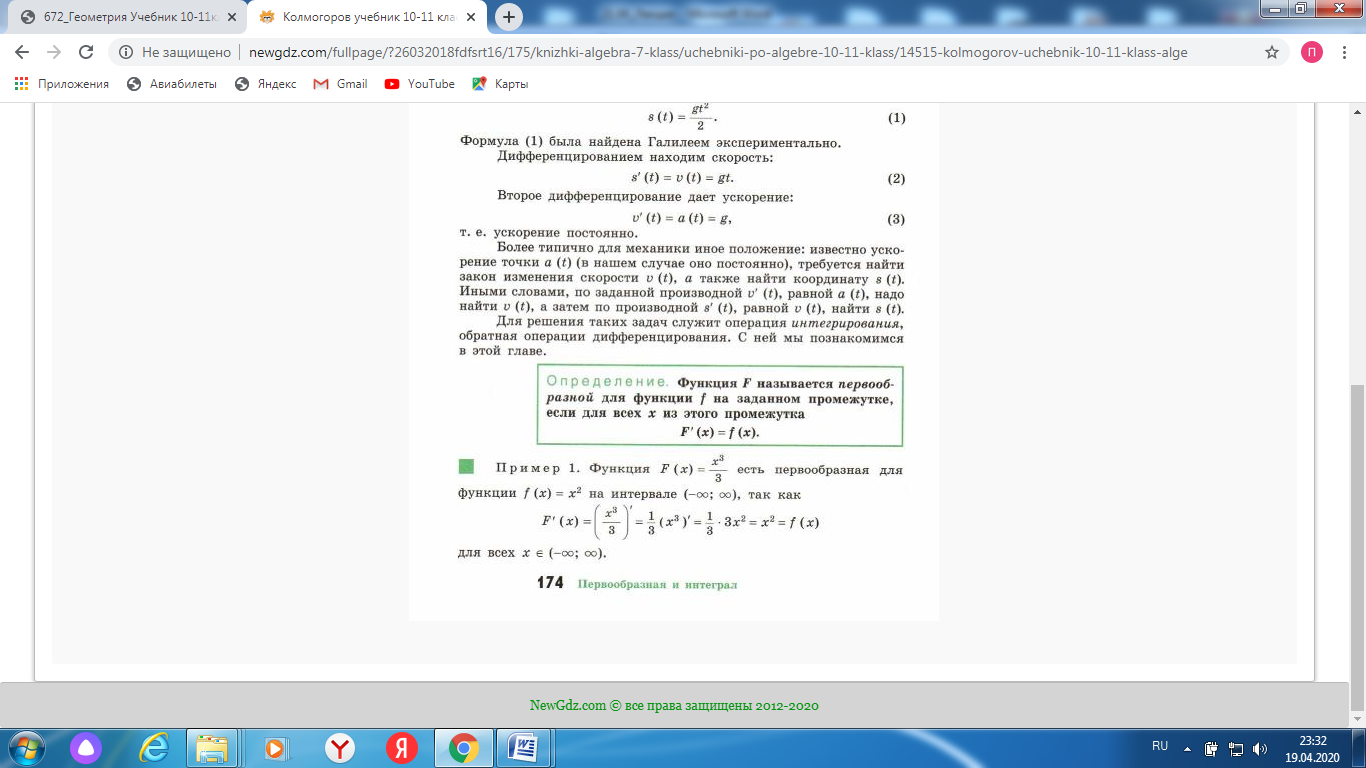 672_Геометрия Учебник 10-11к
Колмогоров учебник 10-11 кла
Не защищено
newgdz.com/fullpage/?26032018fdfsrt16/175/knizhki-algebra-7-klass/uchebniki-po-algebre-10-11-klass/14515-kolmogorov-uchebnik-10-11-klass-alge
П
Приложения
Авиабилеты
Яндекс
Gmail
YouTube
Карты
s (t) = gt²/2. (1)
Формула (1) была найдена Галилеем экспериментально.
Дифференцированием находим скорость:
s′ (t) = v (t) = gt. (2)
Второе дифференцирование дает ускорение:
v′ (t) = a (t) = g, (3)
т. е. ускорение постоянно.
Более типично для механики иное положение: известно уско-
рение точки a (t) (в нашем случае оно постоянно), требуется найти
закон изменения скорости v (t), а также найти координату s (t).
Иными словами, по заданной производной v′ (t), равной a (t), надо
найти v (t), а затем по производной s′ (t), равной v (t), найти s (t).
Для решения таких задач служит операция интегрирования,
обратная операции дифференцирования. С ней мы познакомимся
в этой главе.
Определение. Функция F называется первооб-
разной для функции f на заданном промежутке,
если для всех x из этого промежутка
F′ (x) = f (x).
Пример 1. Функция F (x) = x³/3 есть первообразная для
функции f (x) = x² на интервале (−∞; ∞), так как
F′ (x) = (x³/3)′ = 1/3 (x³)′ = 1/3 · 3x² = x² = f (x)
для всех x ∈ (−∞; ∞).
174 Первообразная и интеграл
NewGdz.com © все права защищены 2012-2020
RU
23:32
19.04.2020